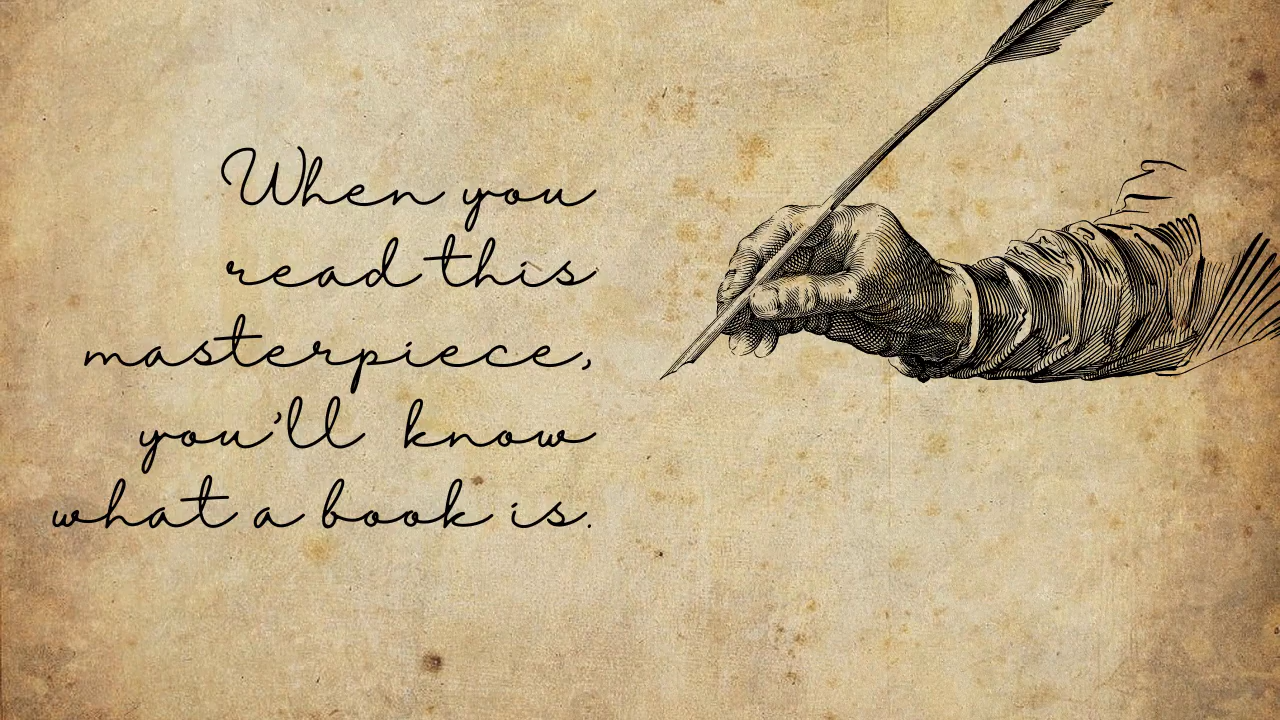 When you
read this
masterpiece,
you'll know
what a book is.